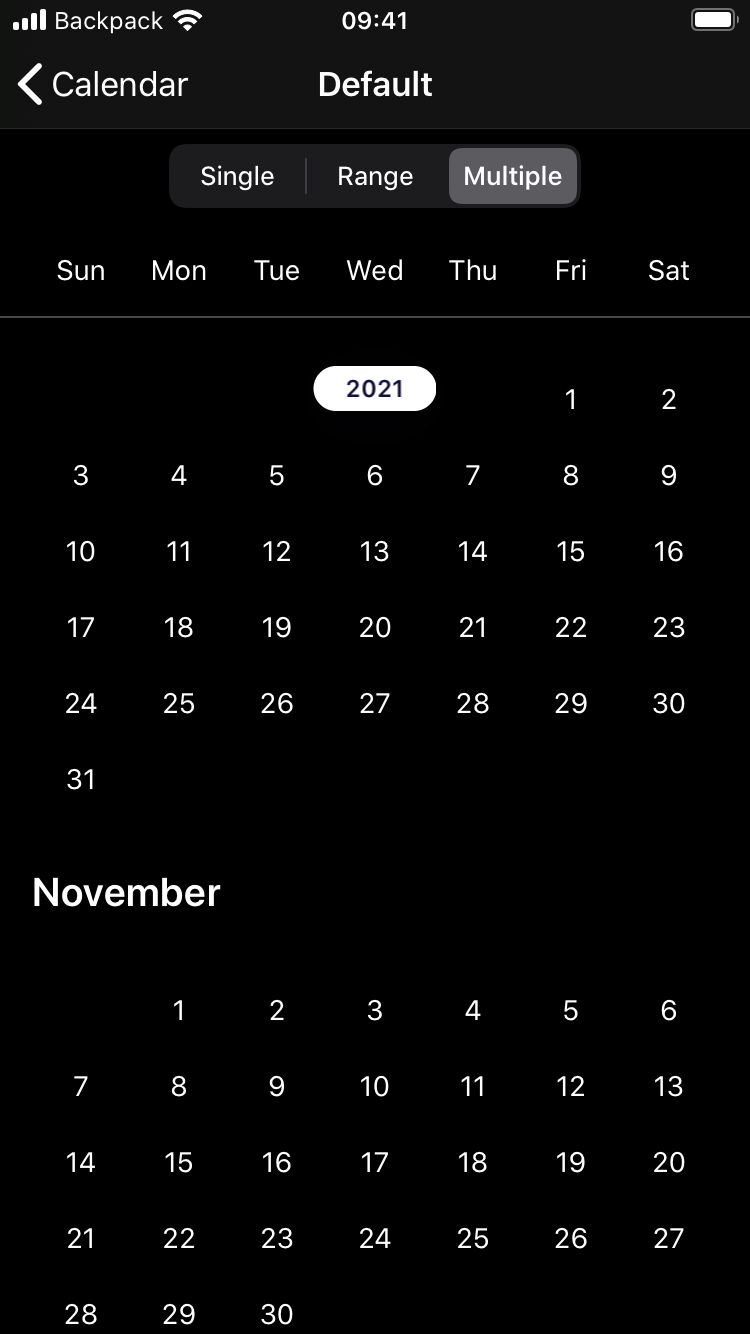 Backpack 09:41
Calendar Default
Single Range Multiple
Sun Mon Tue Wed Thu Fri Sat
2021 1 2
3 4 5 6 7 8 9
10 11 12 13 14 15 16
17 18 19 20 21 22 23
24 25 26 27 28 29 30
31
November
1 2 3 4 5 6
7 8 9 10 11 12 13
14 15 16 17 18 19 20
21 22 23 24 25 26 27
28 29 30